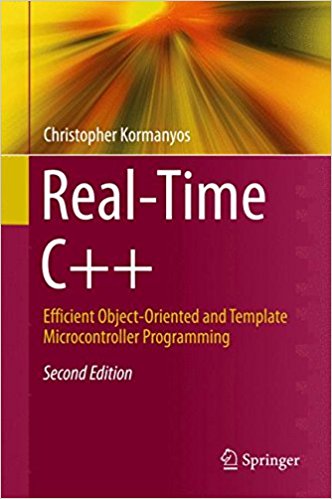 Christopher Kormanyos
Real-Time
C++
Efficient Object-Oriented and Template
Microcontroller Programming
Second Edition
Springer